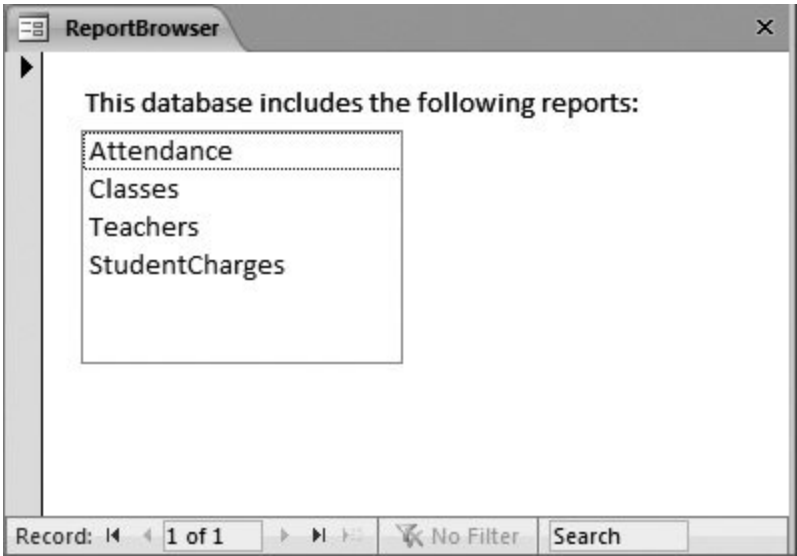 ReportBrowser
This database includes the following reports:
Attendance
Classes
Teachers
StudentCharges
Record: 1 of 1 No Filter Search